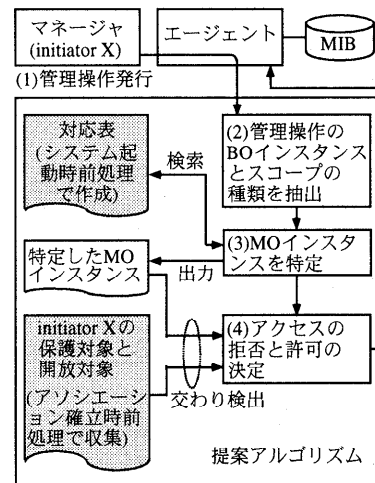 マネージャ
(initiator X)
エージェント
MIB
(1)管理操作発行
対応表
(システム起
動時前処理
で作成)
検索
(2)管理操作の
BOインスタンス
とスコープの
種類を抽出
特定したMO
インスタンス
出力
(3)MOインスタ
ンスを特定
initiator Xの
保護対象と
開放対象
(アソシエー
ション確立時前
処理で収集)
交わり検出
(4)アクセスの
拒否と許可の
決定
提案アルゴリズム